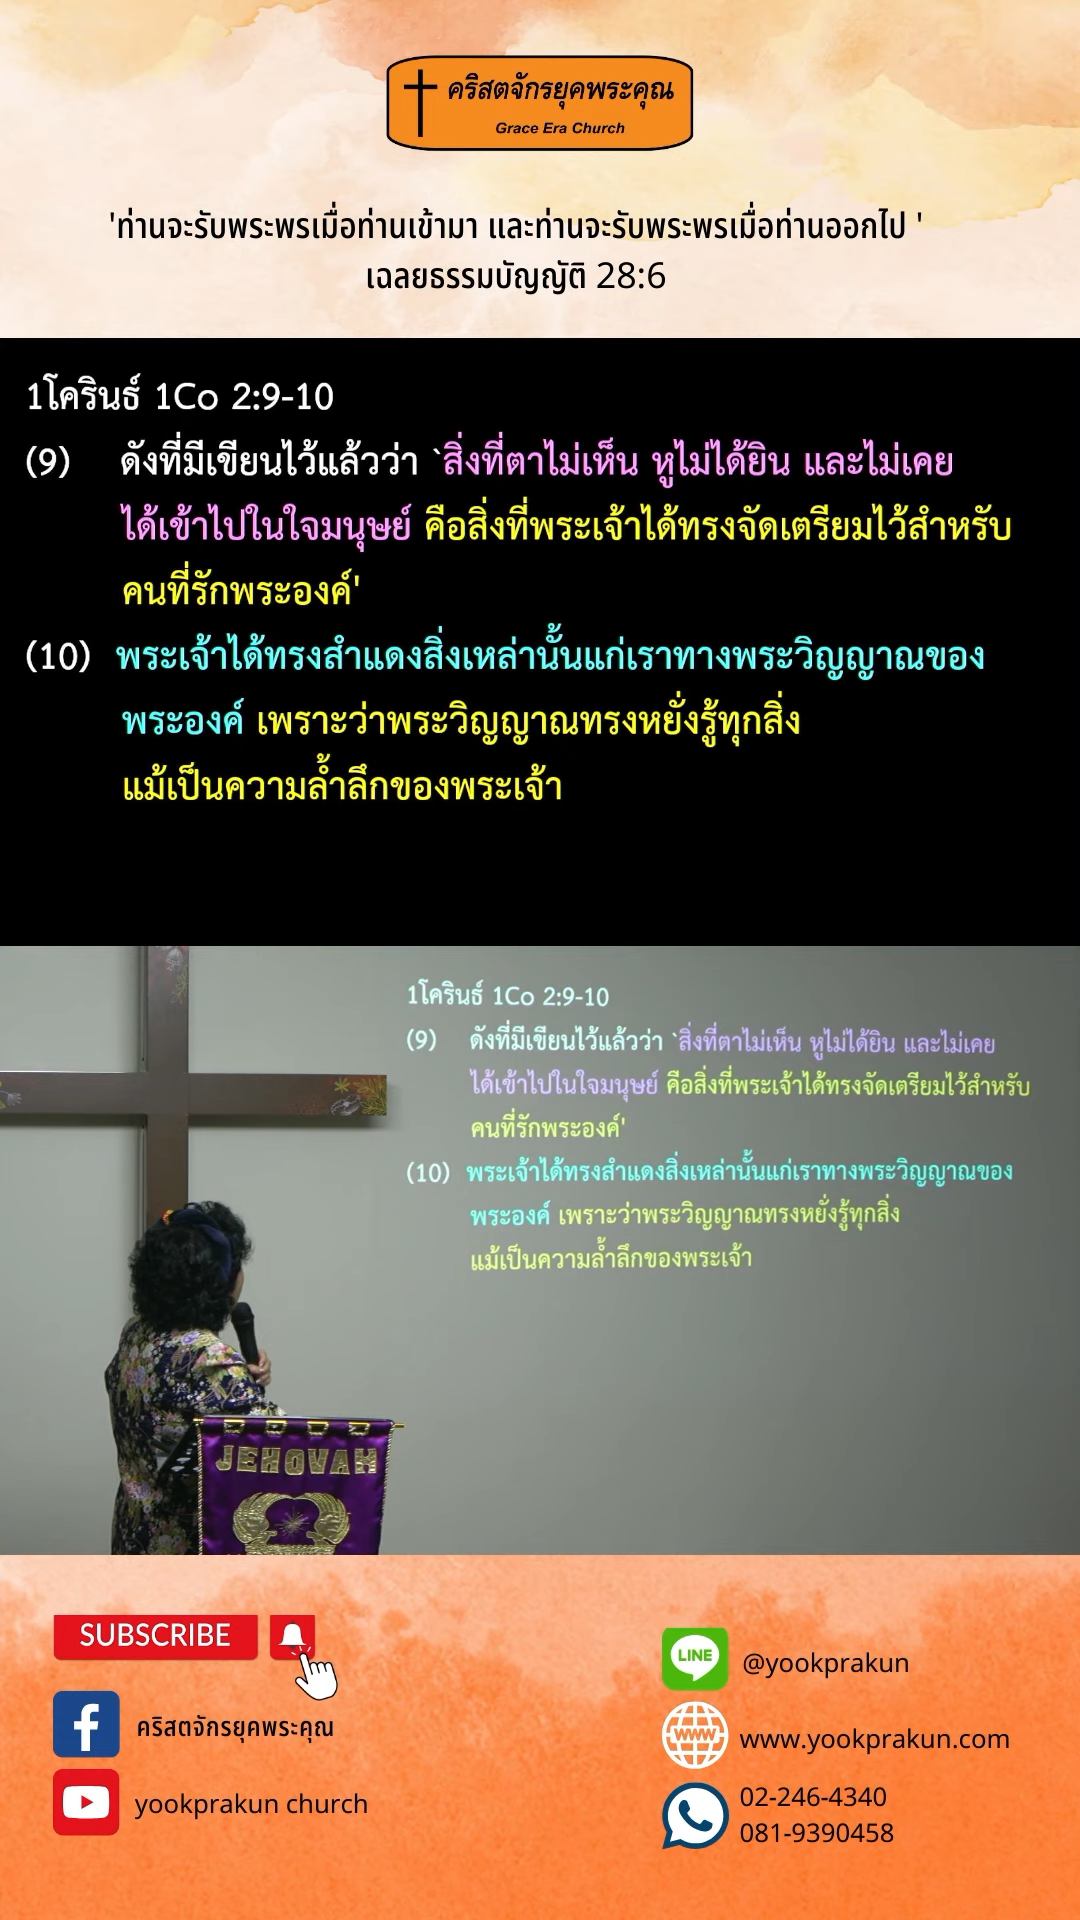 คริสตจักรยุคพระคุณ
Grace Era Church
'ท่านจะรับพระพรเมื่อท่านเข้ามา และท่านจะรับพระพรเมื่อท่านออกไป '
เฉลยธรรมบัญญัติ 28:6
1โครินธ์ 1Co 2:9-10
(9) ดังที่มีเขียนไว้แล้วว่า `สิ่งที่ตาไม่เห็น หูไม่ได้ยิน และไม่เคย
ได้เข้าไปในใจมนุษย์ คือสิ่งที่พระเจ้าได้ทรงจัดเตรียมไว้สำหรับ
คนที่รักพระองค์'
(10) พระเจ้าได้ทรงสำแดงสิ่งเหล่านั้นแก่เราทางพระวิญญาณของ
พระองค์ เพราะว่าพระวิญญาณทรงหยั่งรู้ทุกสิ่ง
แม้เป็นความล้ำลึกของพระเจ้า
1โครินธ์ 1Co 2:9-10
(9) ดังที่มีเขียนไว้แล้วว่า `สิ่งที่ตาไม่เห็น หูไม่ได้ยิน และไม่เคย
ได้เข้าไปในใจมนุษย์ คือสิ่งที่พระเจ้าได้ทรงจัดเตรียมไว้สำหรับ
คนที่รักพระองค์'
(10) พระเจ้าได้ทรงสำแดงสิ่งเหล่านั้นแก่เราทางพระวิญญาณของ
พระองค์ เพราะว่าพระวิญญาณทรงหยั่งรู้ทุกสิ่ง
แม้เป็นความล้ำลึกของพระเจ้า
JEHOVAH
SUBSCRIBE
คริสตจักรยุคพระคุณ
yookprakun church
LINE
@yookprakun
WWW
www.yookprakun.com
02-246-4340
081-9390458